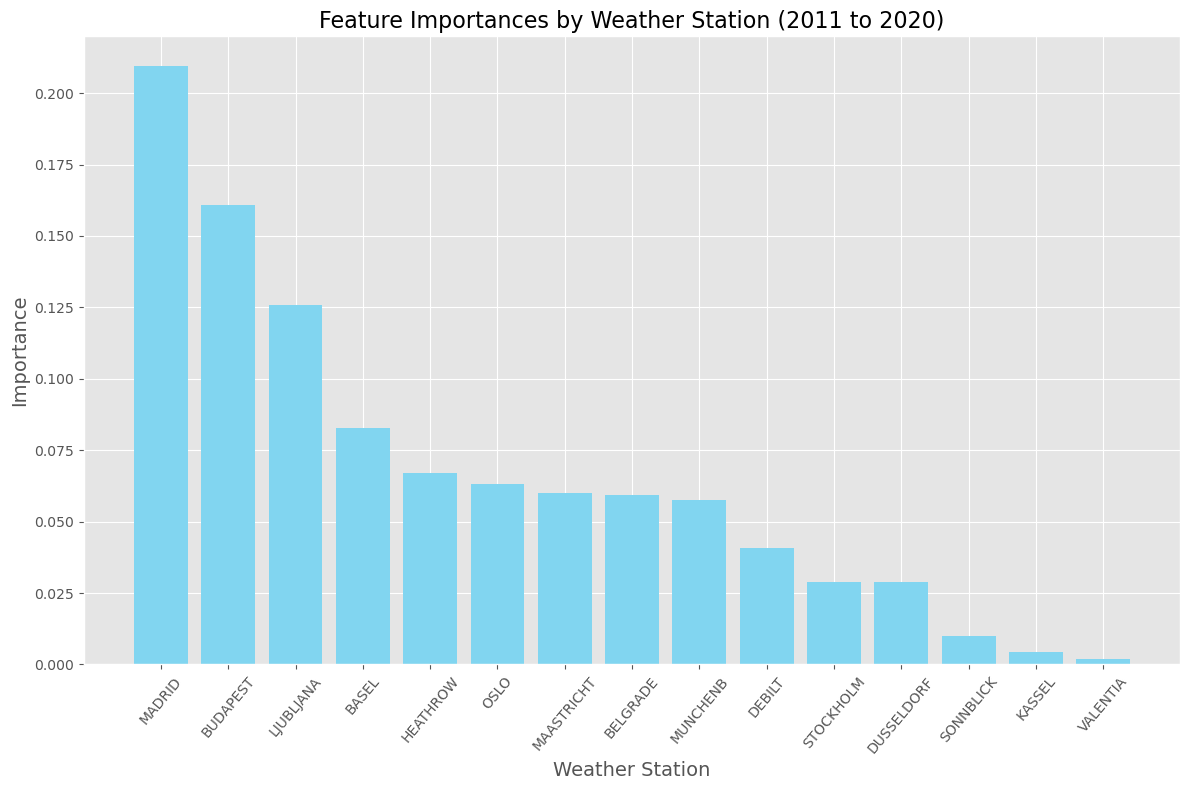 Feature Importances by Weather Station (2011 to 2020)
Importance
0.200
0.175
0.150
0.125
0.100
0.075
0.050
0.025
0.000
MADRID
BUDAPEST
LJUBLJANA
BASEL
HEATHROW
OSLO
MAASTRICHT
BELGRADE
MUNCHENB
DEBILT
STOCKHOLM
DUSSELDORF
SONNBLICK
KASSEL
VALENTIA
Weather Station